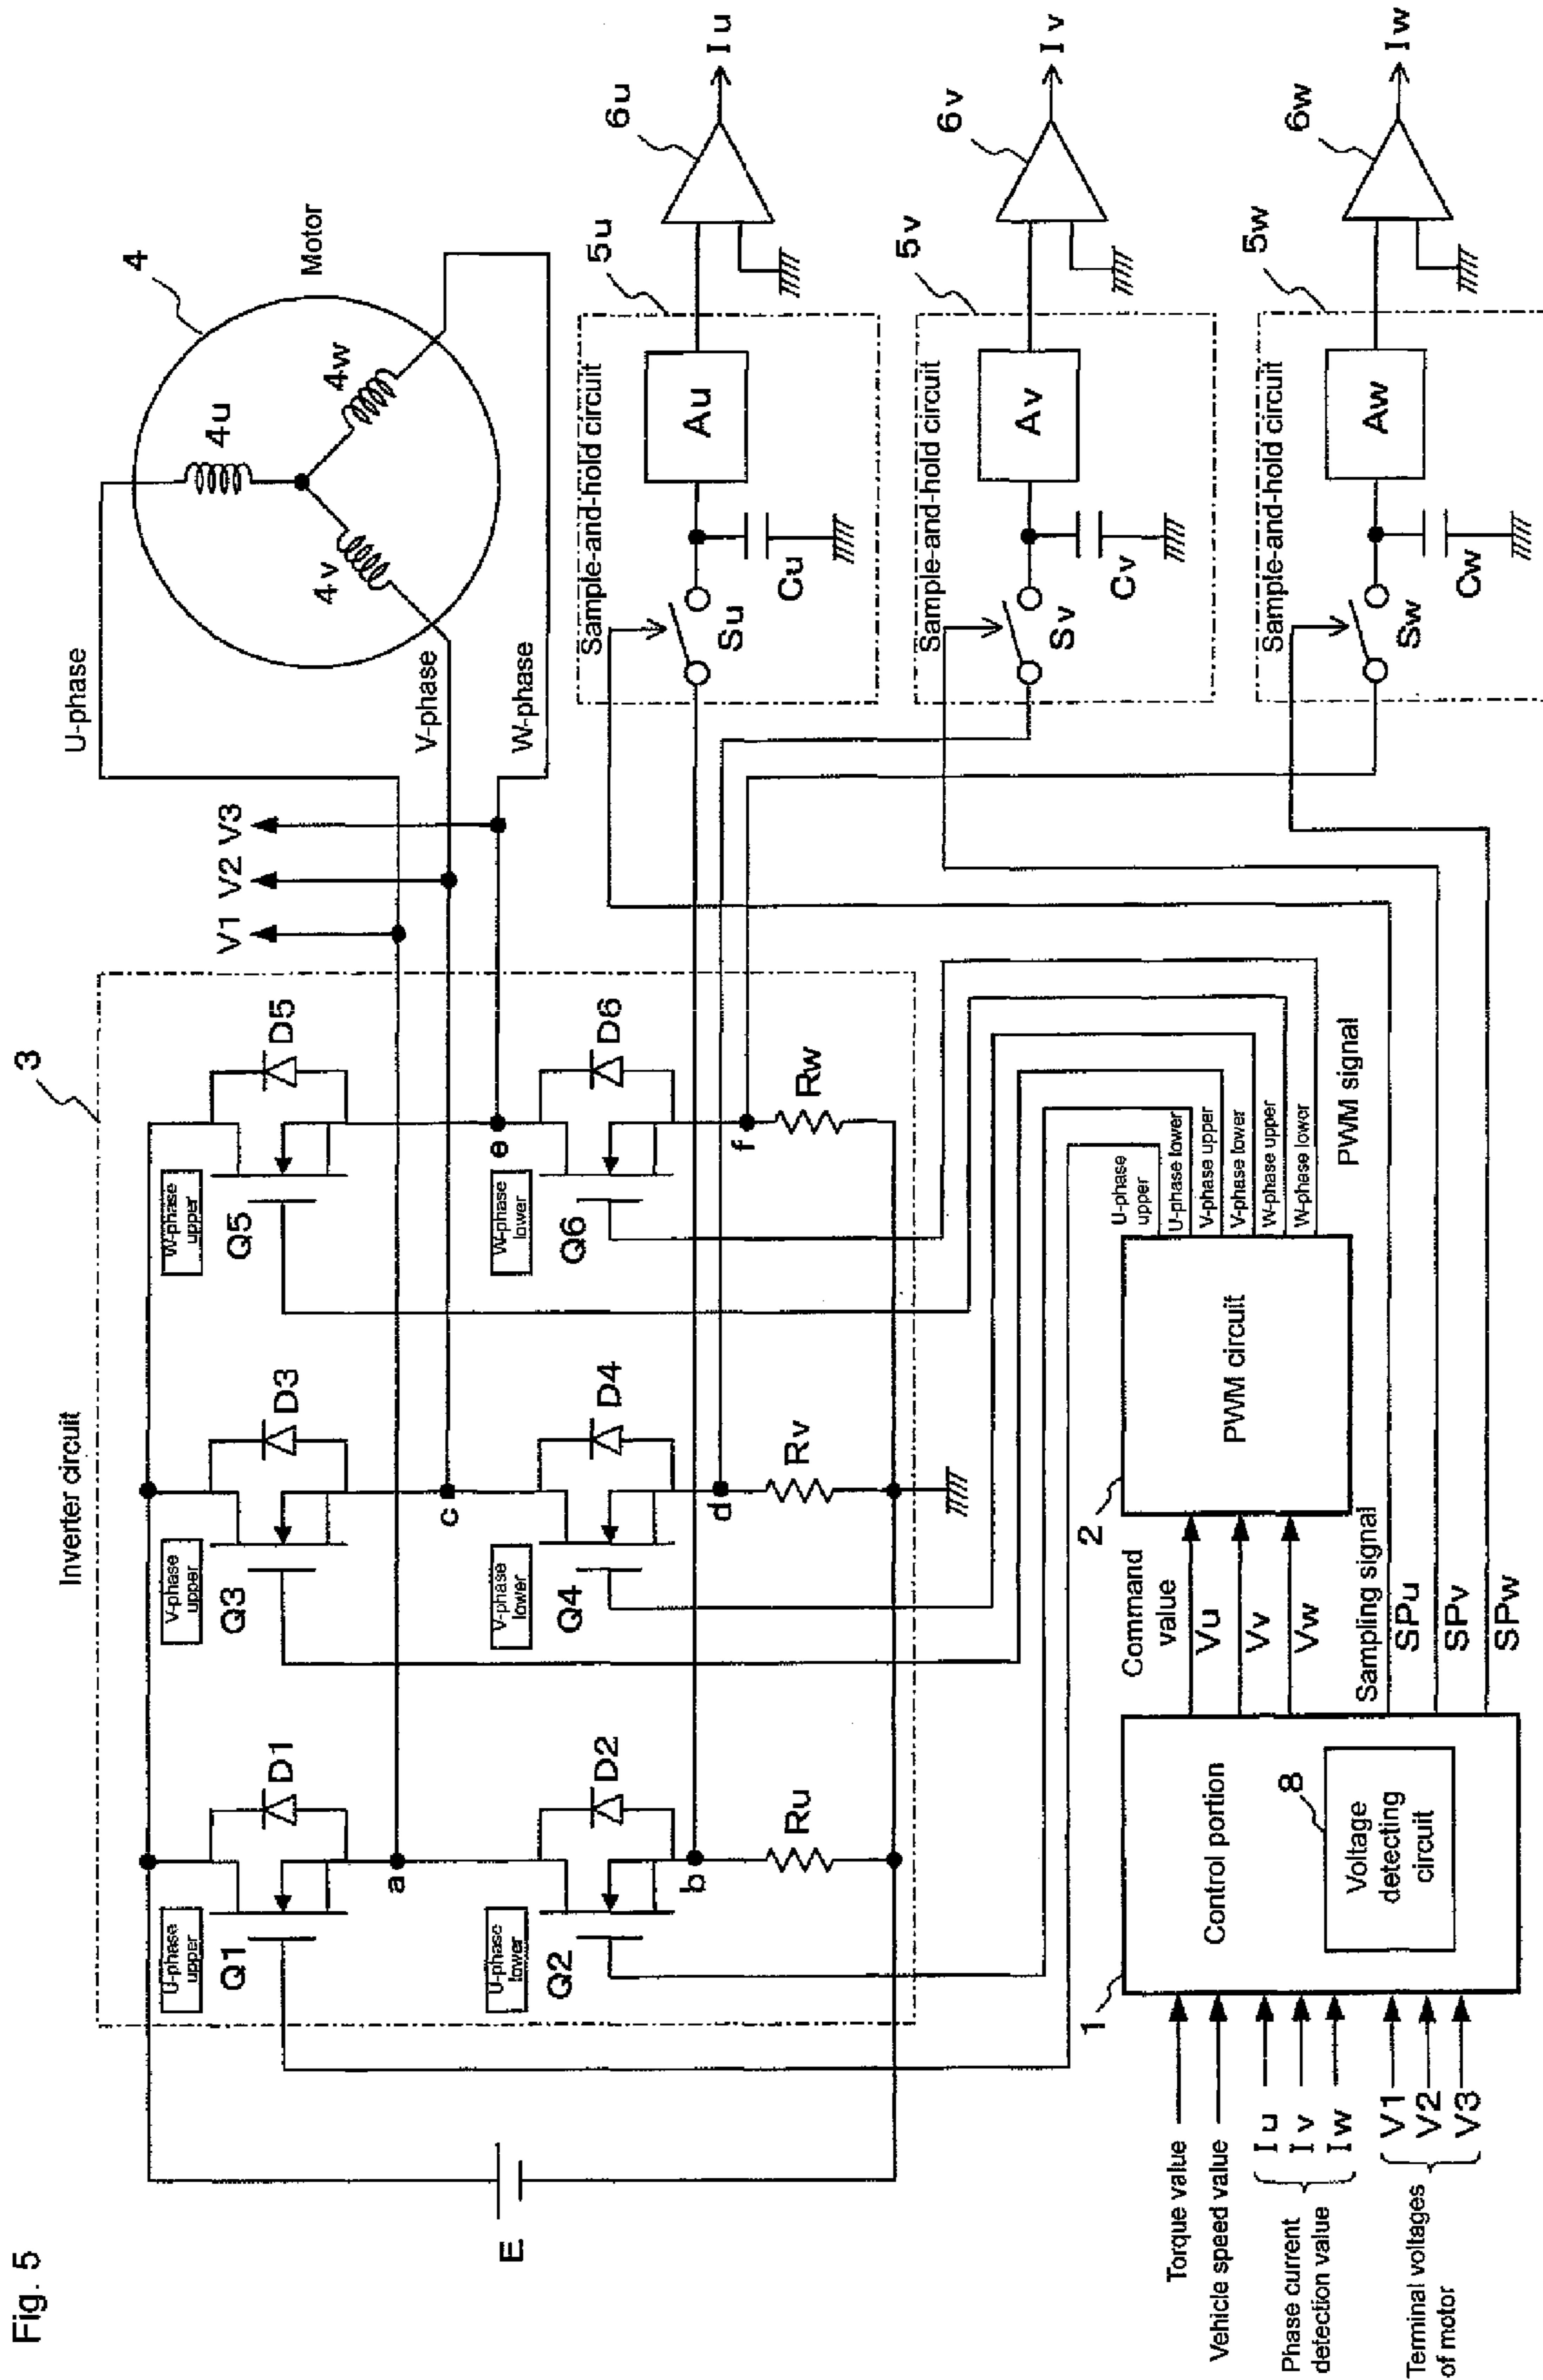 Fig. 5
Inverter circuit
3
U-phase
upper
Q1
D1
V-phase
upper
Q3
D3
W-phase
upper
Q5
D5
V1
V2
V3
U-phase
V-phase
W-phase
4
Motor
4u
4v
4w
a
c
e
U-phase
lower
Q2
D2
V-phase
lower
Q4
D4
W-phase
lower
Q6
D6
b
d
f
Ru
Rv
Rw
E
Sample-and-hold circuit
5u
Su
Cu
Au
6u
Iu
Sample-and-hold circuit
5v
Sv
Cv
Av
6v
Iv
Sample-and-hold circuit
5w
Sw
Cw
Aw
6w
Iw
Torque value
Vehicle speed value
Iu
Iv
Iw
Phase current
detection value
V1
V2
V3
Terminal voltages
of motor
1
Control portion
8
Voltage
detecting
circuit
Command
value
Vu
Vv
Vw
Sampling signal
SPu
SPv
SPw
2
PWM circuit
U-phase
upper
U-phase lower
V-phase upper
V-phase lower
W-phase upper
W-phase lower
PWM signal